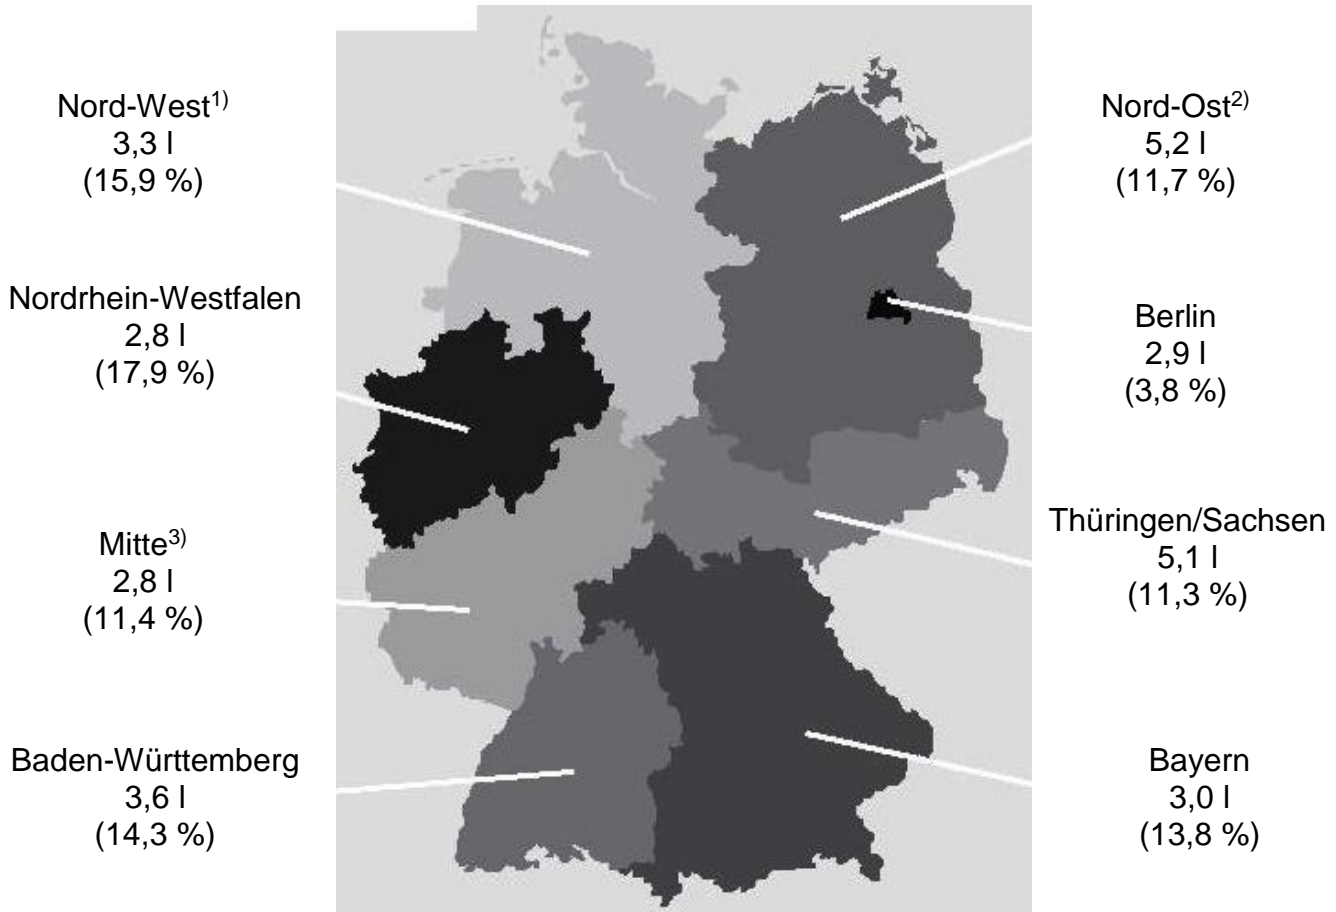 Nord-West¹⁾
3,3 l
(15,9 %)
Nordrhein-Westfalen
2,8 l
(17,9 %)
Mitte³⁾
2,8 l
(11,4 %)
Baden-Württemberg
3,6 l
(14,3 %)
Nord-Ost²⁾
5,2 l
(11,7 %)
Berlin
2,9 l
(3,8 %)
Thüringen/Sachsen
5,1 l
(11,3 %)
Bayern
3,0 l
(13,8 %)